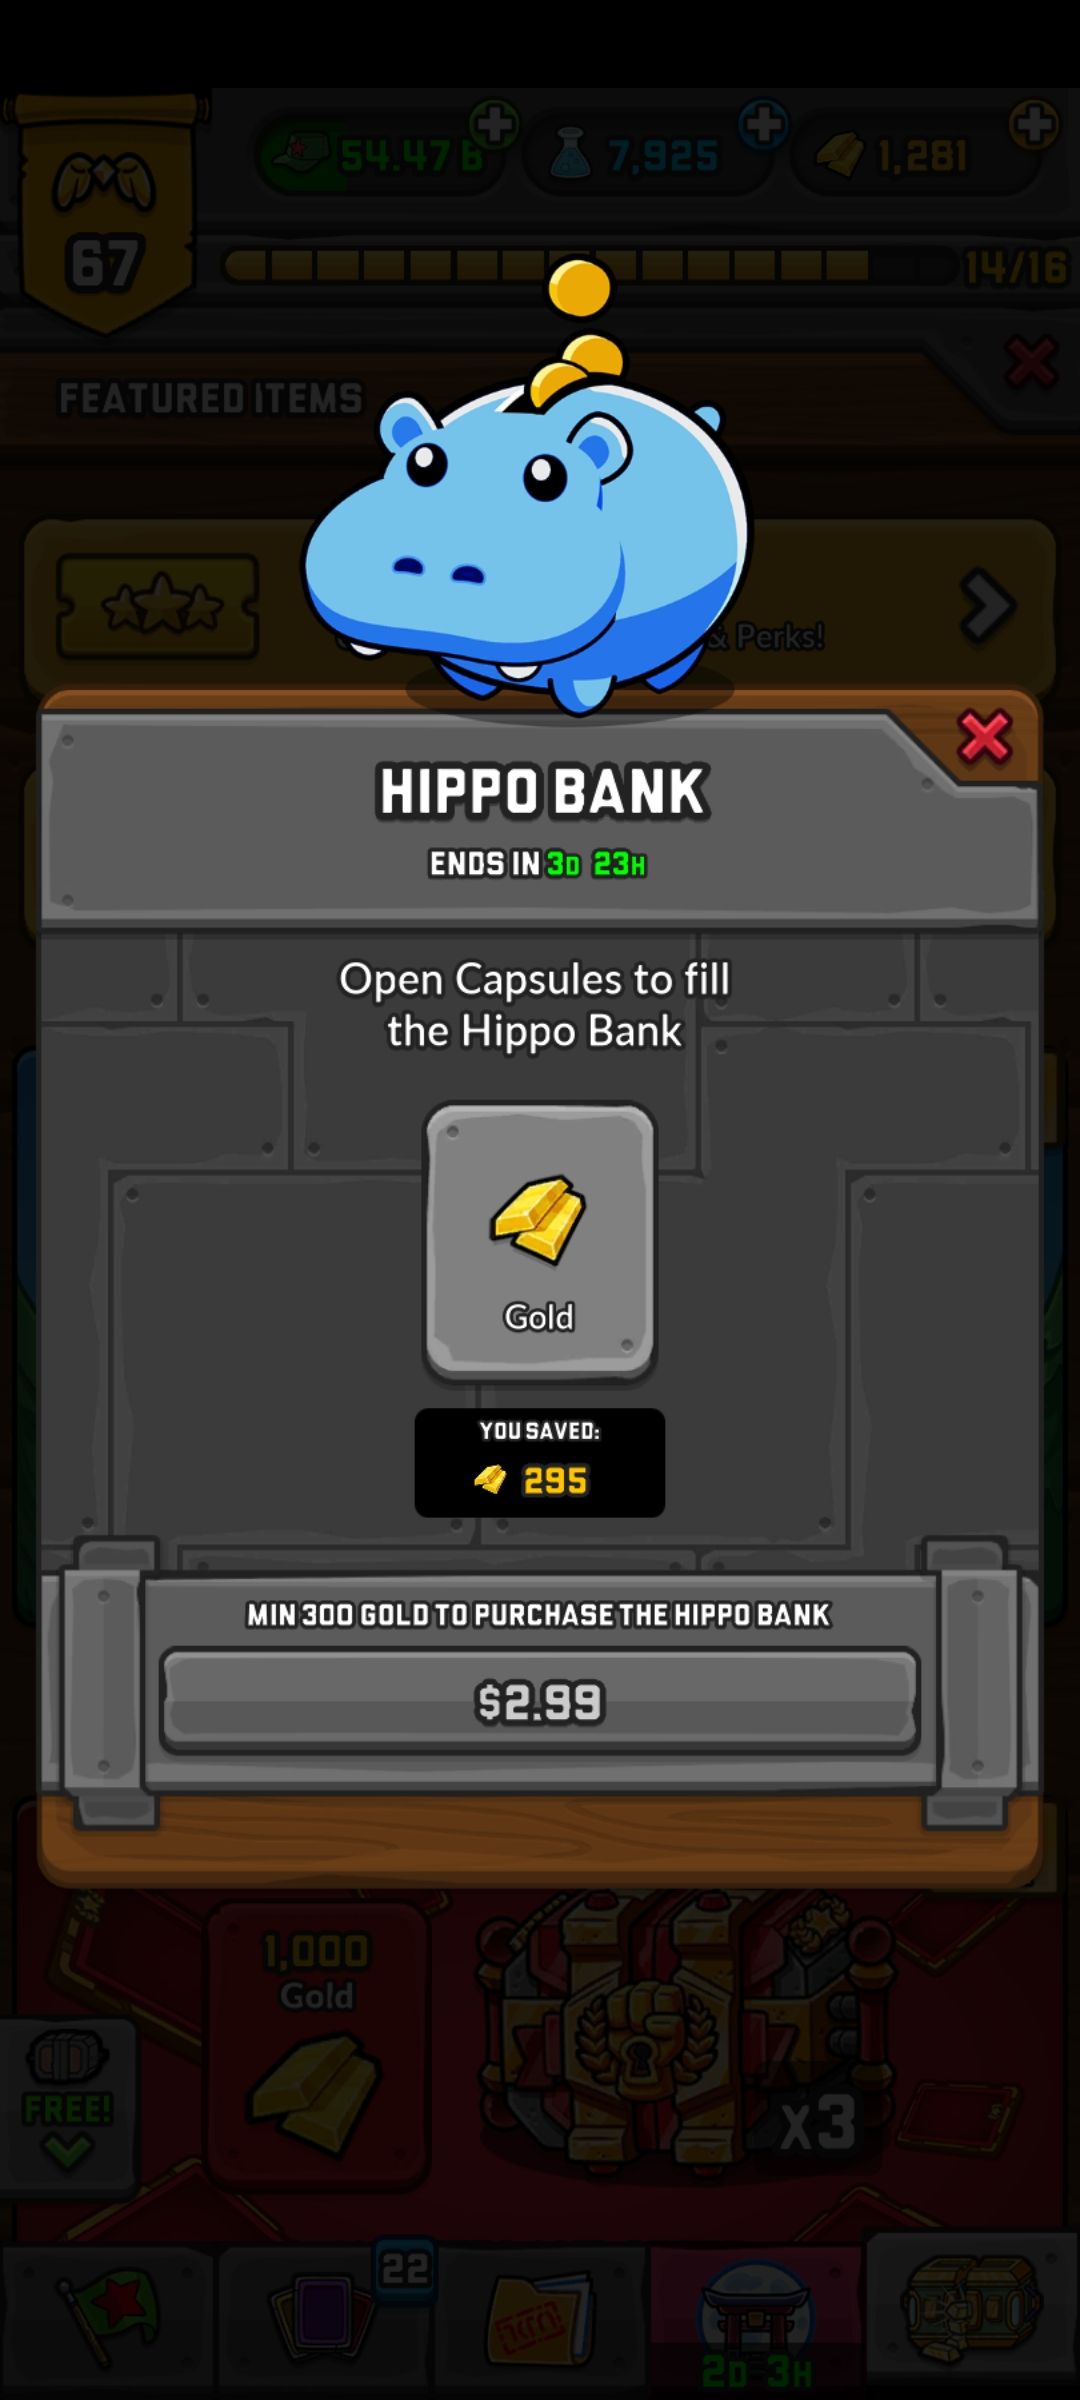 54.47 B
7,925
1,281
67
14/16
FEATURED ITEMS
& Perks!
HIPPO BANK
ENDS IN 3D 23H
Open Capsules to fill
the Hippo Bank
Gold
YOU SAVED:
295
MIN 300 GOLD TO PURCHASE THE HIPPO BANK
$2.99
1,000
Gold
FREE!
x3
22
2D 3H